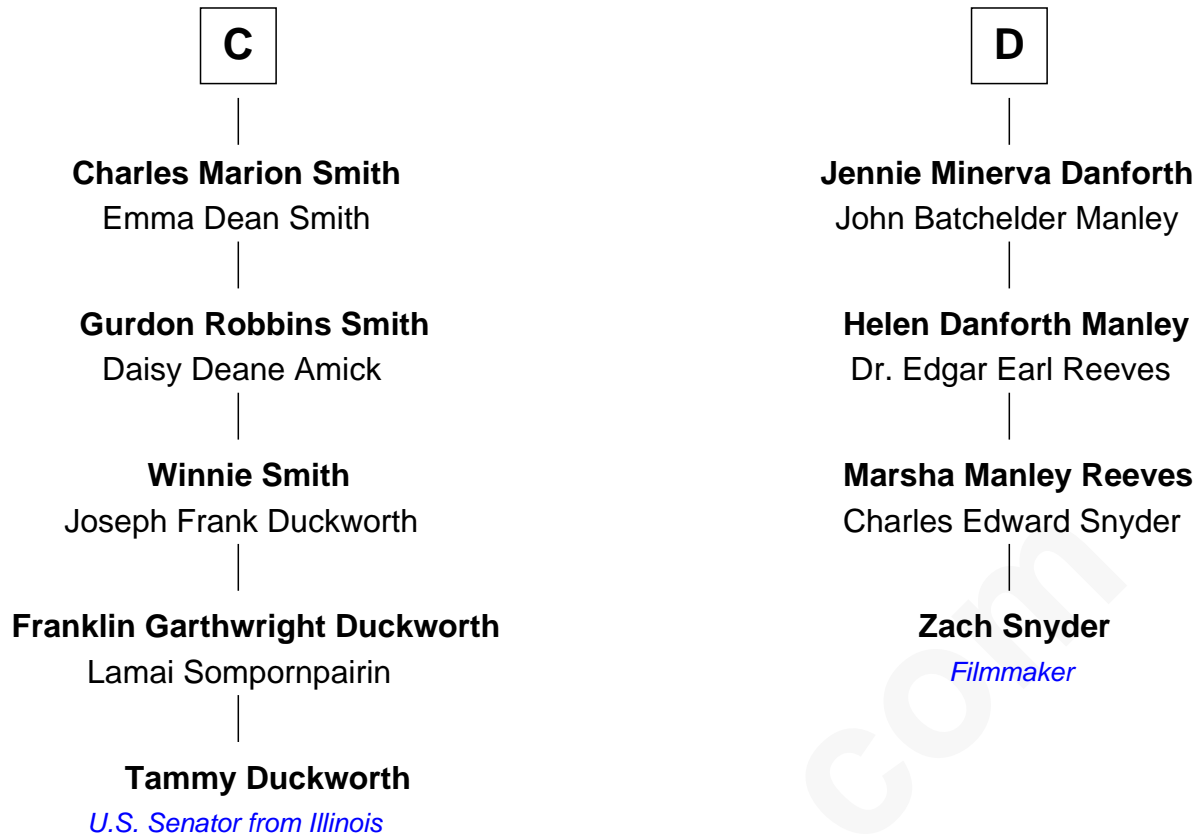 C
Charles Marion Smith
Emma Dean Smith
Gurdon Robbins Smith
Daisy Deane Amick
Winnie Smith
Joseph Frank Duckworth
Franklin Garthwright Duckworth
Lamai Sompornpairin
Tammy Duckworth
U.S. Senator from Illinois
D
Jennie Minerva Danforth
John Batchelder Manley
Helen Danforth Manley
Dr. Edgar Earl Reeves
Marsha Manley Reeves
Charles Edward Snyder
Zach Snyder
Filmmaker
com